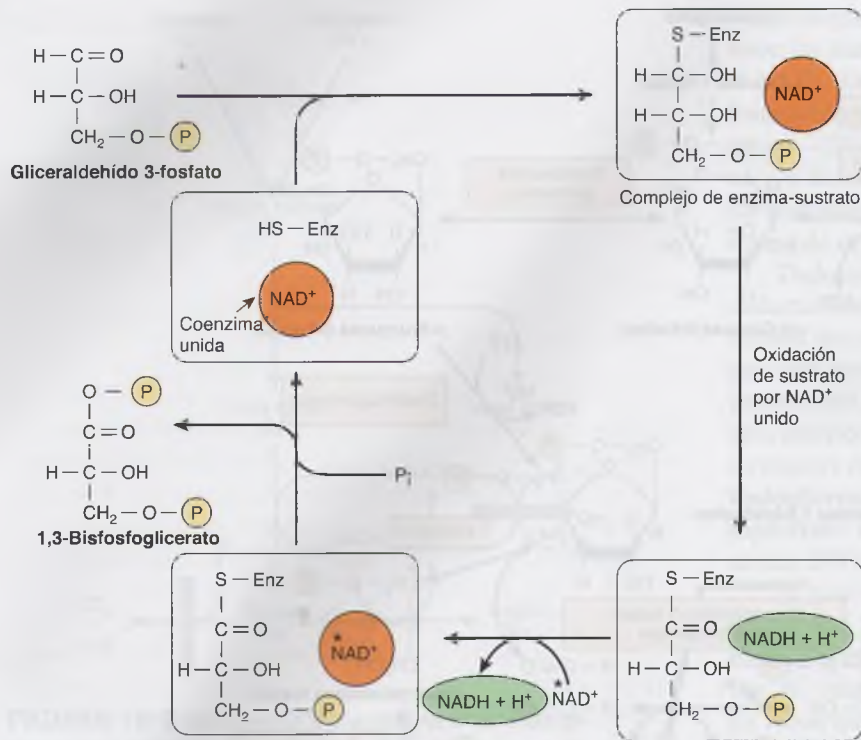 H–C=O
H–C–OH
CH₂–O–P
Gliceraldehído 3-fosfato
S–Enz
H–C–OH
H–C–OH
CH₂–O–P
NAD⁺
Complejo de enzima-sustrato
HS–Enz
NAD⁺
Coenzima
unida
Oxidación
de sustrato
por NAD⁺
unido
O–P
C=O
H–C–OH
CH₂–O–P
1,3-Bisfosfoglicerato
Pi
S–Enz
C=O
H–C–OH
CH₂–O–P
*NAD⁺
NADH + H⁺
*NAD⁺
S–Enz
C=O
H–C–OH
CH₂–O–P
NADH + H⁺